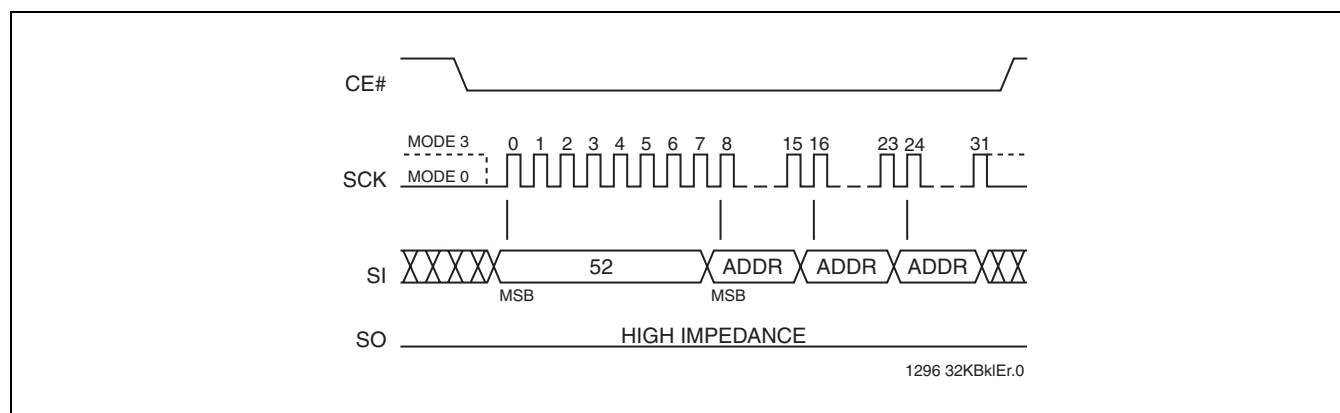 CE#
MODE 3
0 1 2 3 4 5 6 7 8 15 16 23 24 31
SCK
MODE 0
SI
52 ADDR ADDR ADDR
MSB MSB
SO
HIGH IMPEDANCE
1296 32KBklEr.0